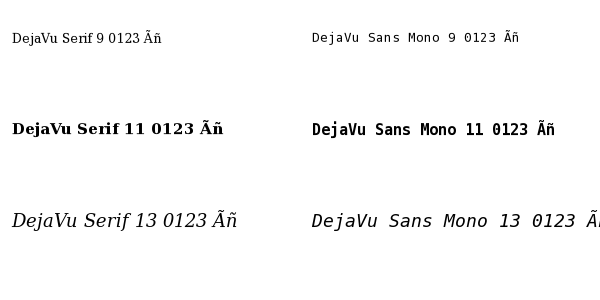 DejaVu Serif 9 0123 Ãñ
DejaVu Sans Mono 9 0123 Ãñ
DejaVu Serif 11 0123 Ãñ
DejaVu Sans Mono 11 0123 Ãñ
DejaVu Serif 13 0123 Ãñ
DejaVu Sans Mono 13 0123